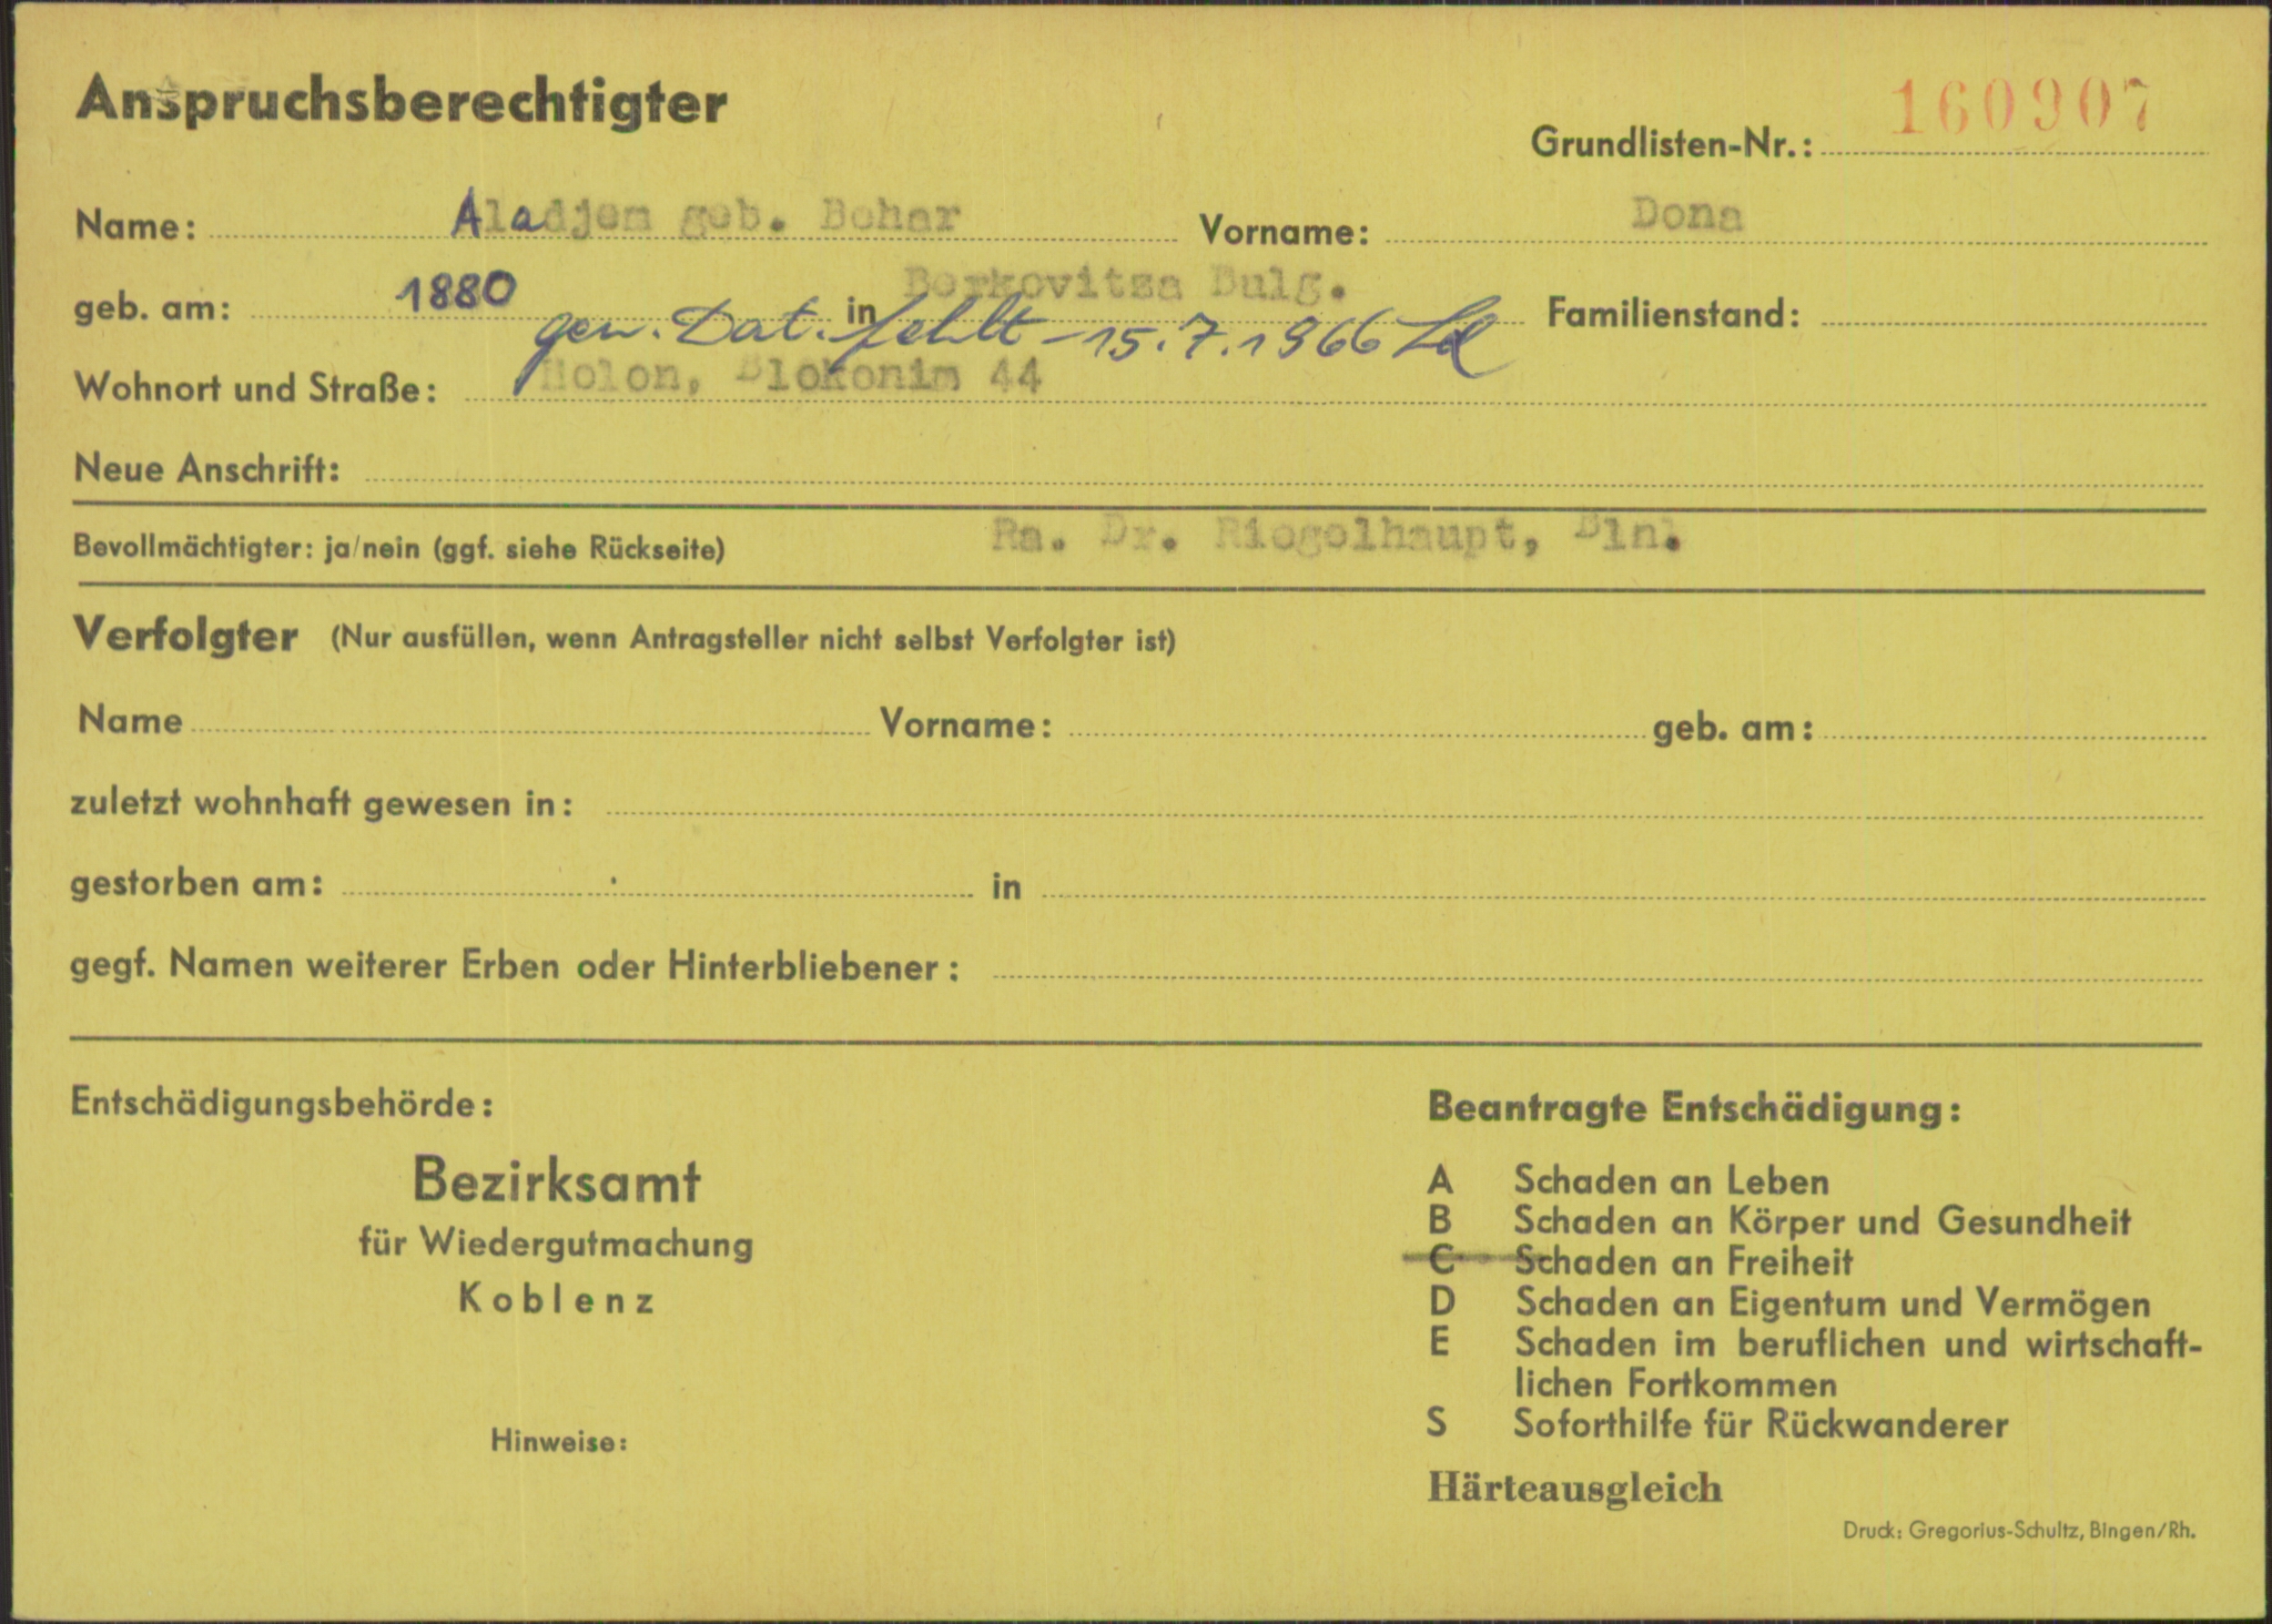 Anspruchsberechtigter
Grundlisten-Nr.: 160907
Name: Aladjem geb. Behar Vorname: Dona
geb. am: 1880 in Berkovitza Bulg. Familienstand:
gen. Dat. fehlt - 15.7.1966
Wohnort und Straße: Holon, Blokonim 44
Neue Anschrift:
Bevollmächtigter: ja/nein (ggf. siehe Rückseite) Ra. Dr. Riegelhaupt, Bln.
Verfolgter (Nur ausfüllen, wenn Antragsteller nicht selbst Verfolgter ist)
Name Vorname: geb. am:
zuletzt wohnhaft gewesen in:
gestorben am: in
gegf. Namen weiterer Erben oder Hinterbliebener:
Entschädigungsbehörde:
Bezirksamt
für Wiedergutmachung
Koblenz
Hinweise:
Beantragte Entschädigung:
A Schaden an Leben
B Schaden an Körper und Gesundheit
C Schaden an Freiheit
D Schaden an Eigentum und Vermögen
E Schaden im beruflichen und wirtschaft-
lichen Fortkommen
S Soforthilfe für Rückwanderer
Härteausgleich
Druck: Gregorius-Schultz, Bingen/Rh.